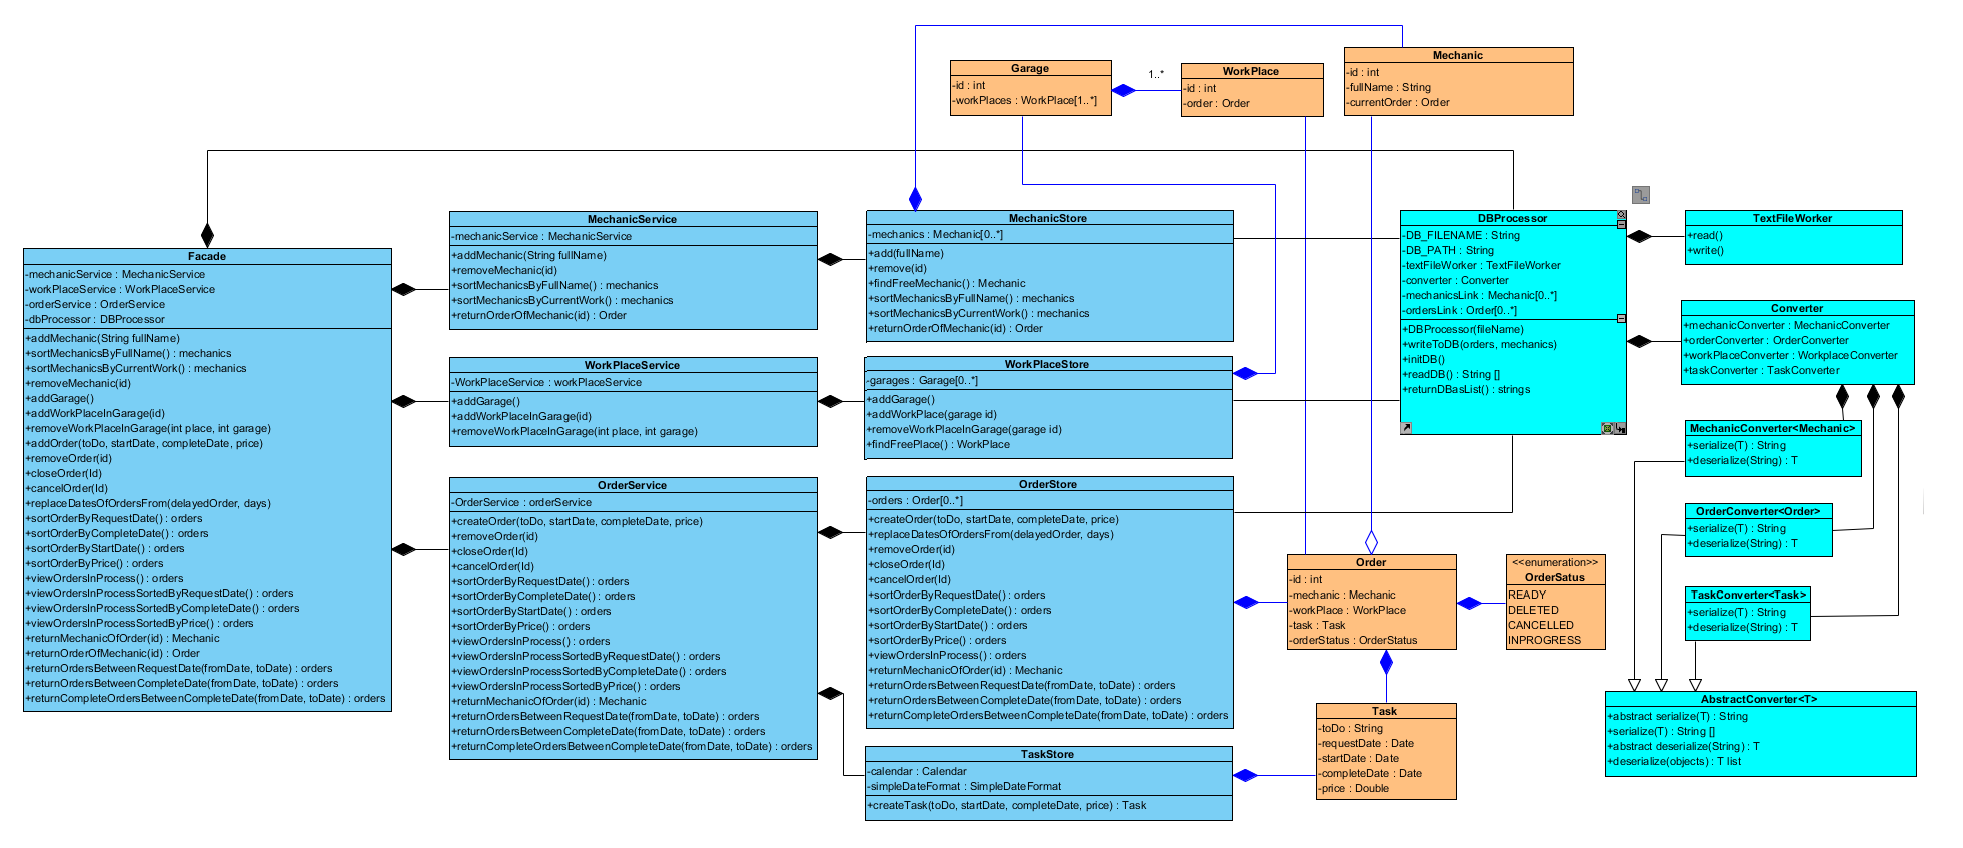 Garage
-id : int
-workPlaces : WorkPlace[1..*]
1..*
WorkPlace
-id : int
-order : Order
Mechanic
-id : int
-fullName : String
-currentOrder : Order
Facade
-mechanicService : MechanicService
-workPlaceService : WorkPlaceService
-orderService : OrderService
-dbProcessor : DBProcessor
+addMechanic(String fullName)
+sortMechanicsByFullName() : mechanics
+sortMechanicsByCurrentWork() : mechanics
+removeMechanic(id)
+addGarage()
+addWorkPlaceInGarage(id)
+removeWorkPlaceInGarage(int place, int garage)
+addOrder(toDo, startDate, completeDate, price)
+removeOrder(id)
+closeOrder(Id)
+cancelOrder(Id)
+replaceDatesOfOrdersFrom(delayedOrder, days)
+sortOrderByRequestDate() : orders
+sortOrderByCompleteDate() : orders
+sortOrderByStartDate() : orders
+sortOrderByPrice() : orders
+viewOrdersInProcess() : orders
+viewOrdersInProcessSortedByRequestDate() : orders
+viewOrdersInProcessSortedByCompleteDate() : orders
+viewOrdersInProcessSortedByPrice() : orders
+returnMechanicOfOrder(id) : Mechanic
+returnOrderOfMechanic(id) : Order
+returnOrdersBetweenRequestDate(fromDate, toDate) : orders
+returnOrdersBetweenCompleteDate(fromDate, toDate) : orders
+returnCompleteOrdersBetweenCompleteDate(fromDate, toDate) : orders
MechanicService
-mechanicService : MechanicService
+addMechanic(String fullName)
+removeMechanic(id)
+sortMechanicsByFullName() : mechanics
+sortMechanicsByCurrentWork() : mechanics
+returnOrderOfMechanic(id) : Order
WorkPlaceService
-WorkPlaceService : workPlaceService
+addGarage()
+addWorkPlaceInGarage(id)
+removeWorkPlaceInGarage(int place, int garage)
OrderService
-OrderService : orderService
+createOrder(toDo, startDate, completeDate, price)
+removeOrder(id)
+closeOrder(Id)
+cancelOrder(Id)
+sortOrderByRequestDate() : orders
+sortOrderByCompleteDate() : orders
+sortOrderByStartDate() : orders
+sortOrderByPrice() : orders
+viewOrdersInProcess() : orders
+viewOrdersInProcessSortedByRequestDate() : orders
+viewOrdersInProcessSortedByCompleteDate() : orders
+viewOrdersInProcessSortedByPrice() : orders
+returnMechanicOfOrder(id) : Mechanic
+returnOrdersBetweenRequestDate(fromDate, toDate) : orders
+returnOrdersBetweenCompleteDate(fromDate, toDate) : orders
+returnCompleteOrdersBetweenCompleteDate(fromDate, toDate) : orders
MechanicStore
-mechanics : Mechanic[0..*]
+add(fullName)
+remove(id)
+findFreeMechanic() : Mechanic
+sortMechanicsByFullName() : mechanics
+sortMechanicsByCurrentWork() : mechanics
+returnOrderOfMechanic(id) : Order
WorkPlaceStore
-garages : Garage[0..*]
+addGarage()
+addWorkPlace(garage id)
+removeWorkPlaceInGarage(garage id)
+findFreePlace() : WorkPlace
OrderStore
-orders : Order[0..*]
+createOrder(toDo, startDate, completeDate, price)
+replaceDatesOfOrdersFrom(delayedOrder, days)
+removeOrder(id)
+closeOrder(Id)
+cancelOrder(Id)
+sortOrderByRequestDate() : orders
+sortOrderByCompleteDate() : orders
+sortOrderByStartDate() : orders
+sortOrderByPrice() : orders
+viewOrdersInProcess() : orders
+returnMechanicOfOrder(id) : Mechanic
+returnOrdersBetweenRequestDate(fromDate, toDate) : orders
+returnOrdersBetweenCompleteDate(fromDate, toDate) : orders
+returnCompleteOrdersBetweenCompleteDate(fromDate, toDate) : orders
TaskStore
-calendar : Calendar
-simpleDateFormat : SimpleDateFormat
+createTask(toDo, startDate, completeDate, price) : Task
DBProcessor
-DB_FILENAME : String
-DB_PATH : String
-textFileWorker : TextFileWorker
-converter : Converter
-mechanicsLink : Mechanic[0..*]
-ordersLink : Order[0..*]
+DBProcessor(fileName)
+writeToDB(orders, mechanics)
+initDB()
+readDB() : String []
+returnDBasList() : strings
Order
-id : int
-mechanic : Mechanic
-workPlace : WorkPlace
-task : Task
-orderStatus : OrderStatus
<<enumeration>>
OrderSatus
READY
DELETED
CANCELLED
INPROGRESS
Task
-toDo : String
-requestDate : Date
-startDate : Date
-completeDate : Date
-price : Double
TextFileWorker
+read()
+write()
Converter
+mechanicConverter : MechanicConverter
+orderConverter : OrderConverter
+workPlaceConverter : WorkplaceConverter
+taskConverter : TaskConverter
MechanicConverter<Mechanic>
+serialize(T) : String
+deserialize(String) : T
OrderConverter<Order>
+serialize(T) : String
+deserialize(String) : T
TaskConverter<Task>
+serialize(T) : String
+deserialize(String) : T
AbstractConverter<T>
+abstract serialize(T) : String
+serialize(T) : String []
+abstract deserialize(String) : T
+deserialize(objects) : T list